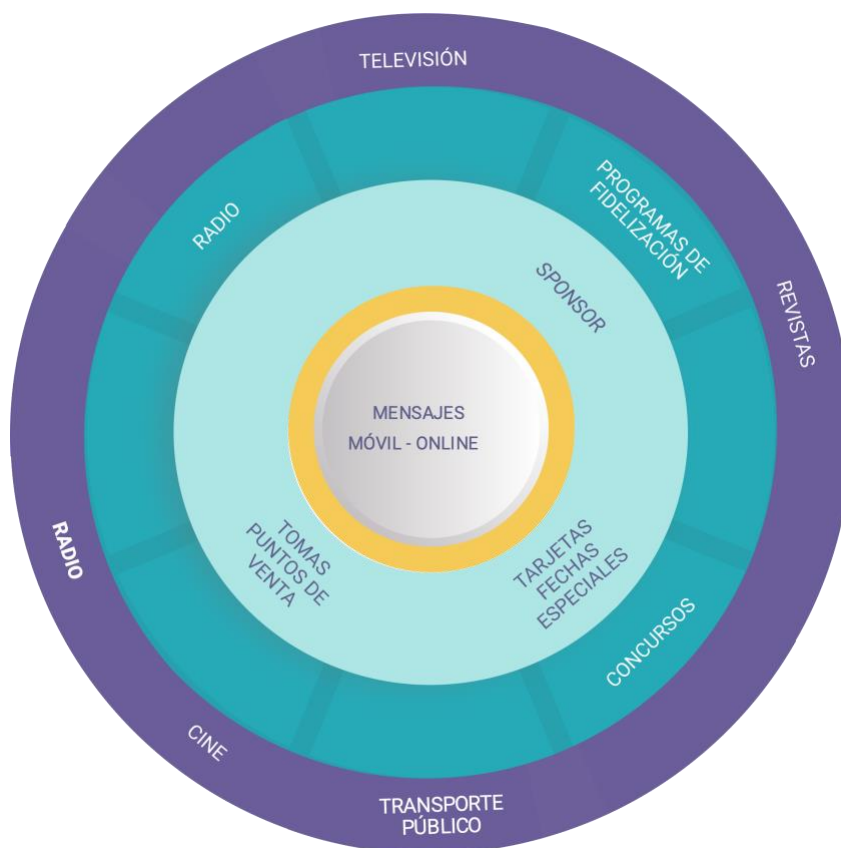 TELEVISIÓN
RADIO
PROGRAMAS DE
FIDELIZACIÓN
SPONSOR
REVISTAS
MENSAJES
MÓVIL - ONLINE
RADIO
TOMAS
PUNTOS DE
VENTA
TARJETAS
FECHAS
ESPECIALES
CONCURSOS
CINE
TRANSPORTE
PÚBLICO